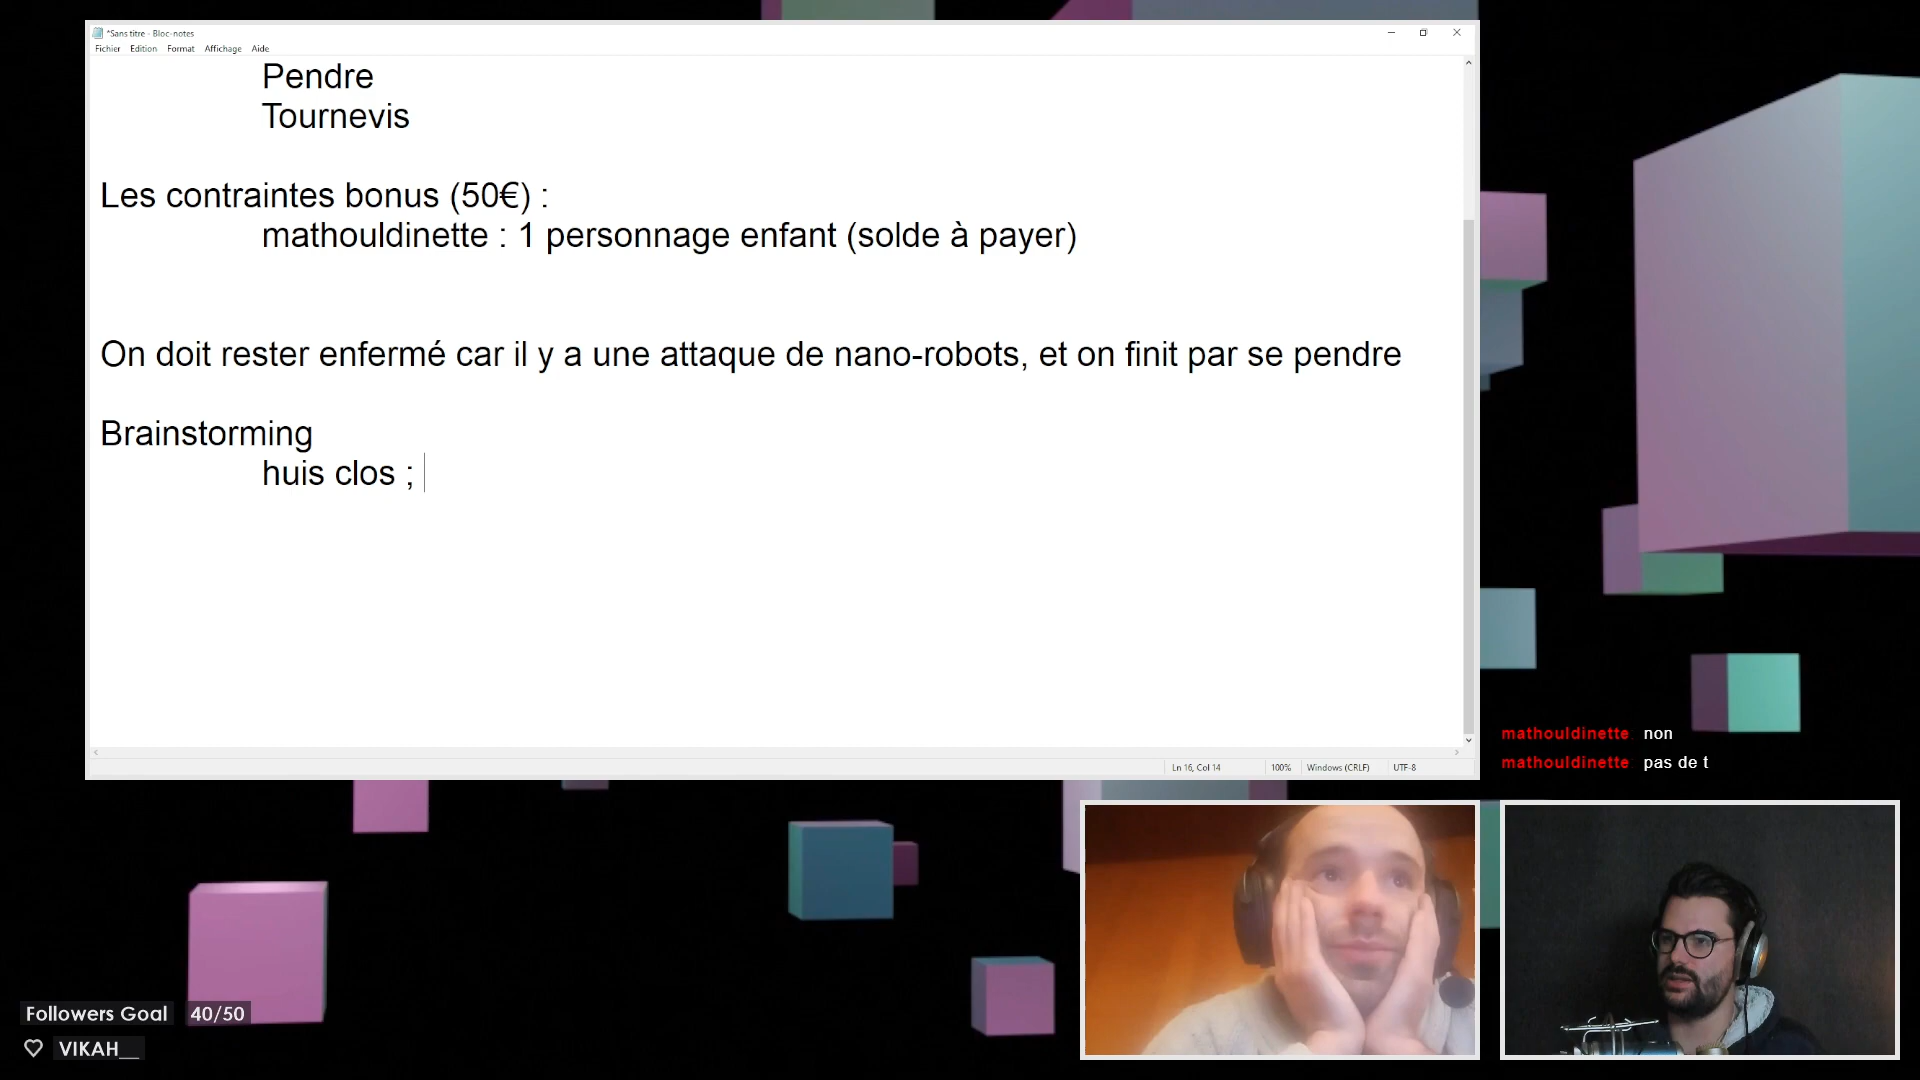 *Sans titre - Bloc-notes
Fichier Edition Format Affichage Aide
Pendre
Tournevis
Les contraintes bonus (50€) :
mathouldinette : 1 personnage enfant (solde à payer)
On doit rester enfermé car il y a une attaque de nano-robots, et on finit par se pendre
Brainstorming
huis clos ;
Ln 16, Col 14 100% Windows (CRLF) UTF-8
mathouldinette non
mathouldinette pas de t
Followers Goal 40/50
VIKAH__